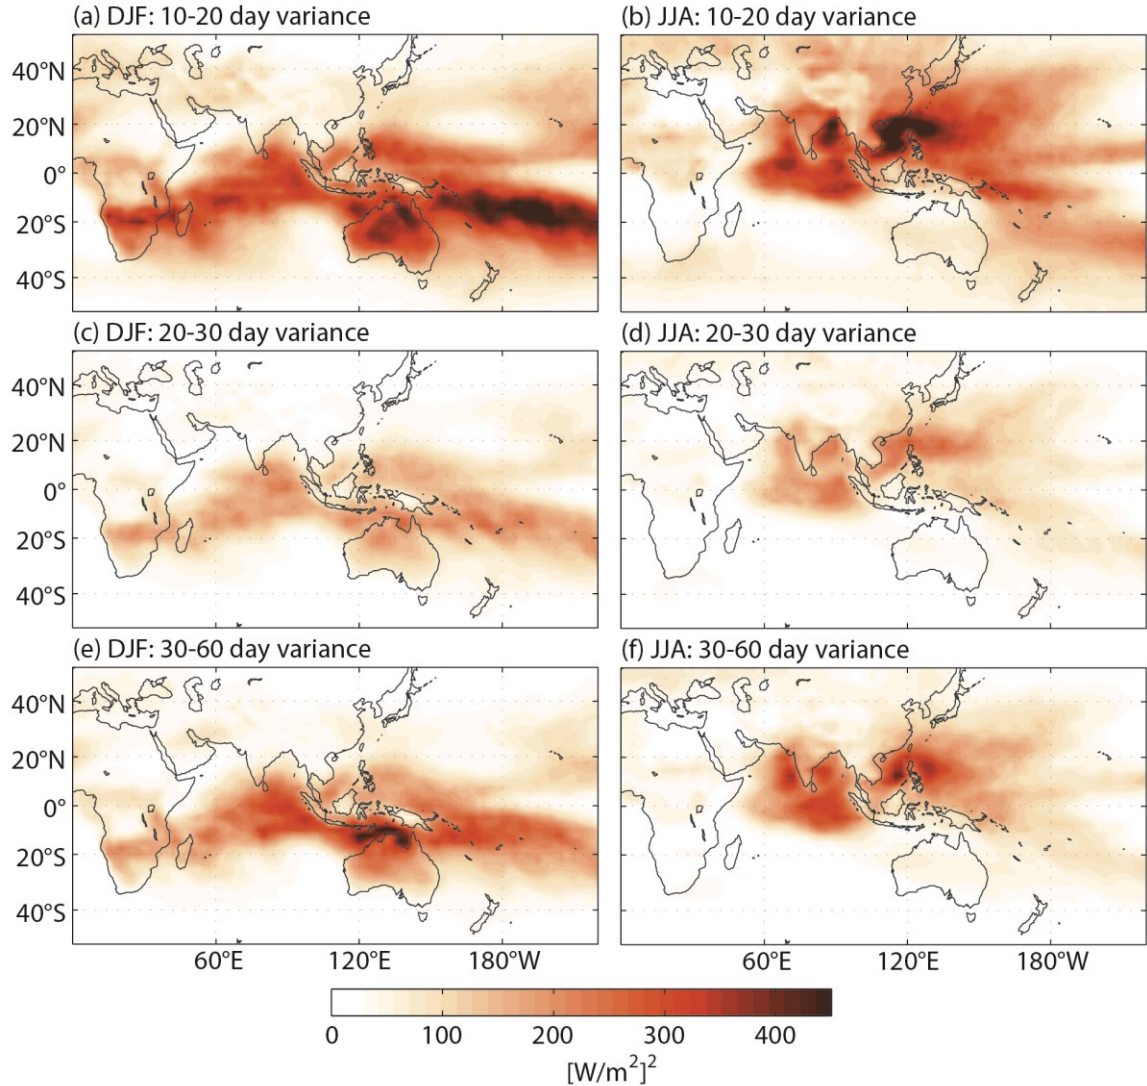 (a) DJF: 10-20 day variance
(b) JJA: 10-20 day variance
40°N
20°N
0°
20°S
40°S
(c) DJF: 20-30 day variance
(d) JJA: 20-30 day variance
40°N
20°N
0°
20°S
40°S
(e) DJF: 30-60 day variance
(f) JJA: 30-60 day variance
40°N
20°N
0°
20°S
40°S
60°E 120°E 180°W 60°E 120°E 180°W
0 100 200 300 400
[W/m²]²